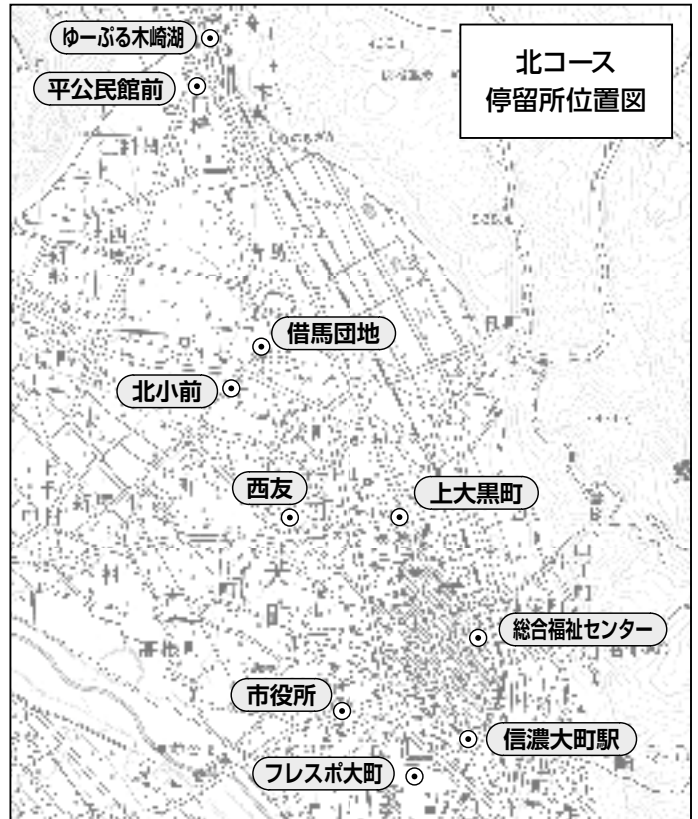 ゆーぷる木崎湖
平公民館前
北コース
停留所位置図
借馬団地
北小前
西友
上大黒町
総合福祉センター
市役所
信濃大町駅
フレスポ大町
大
町
村